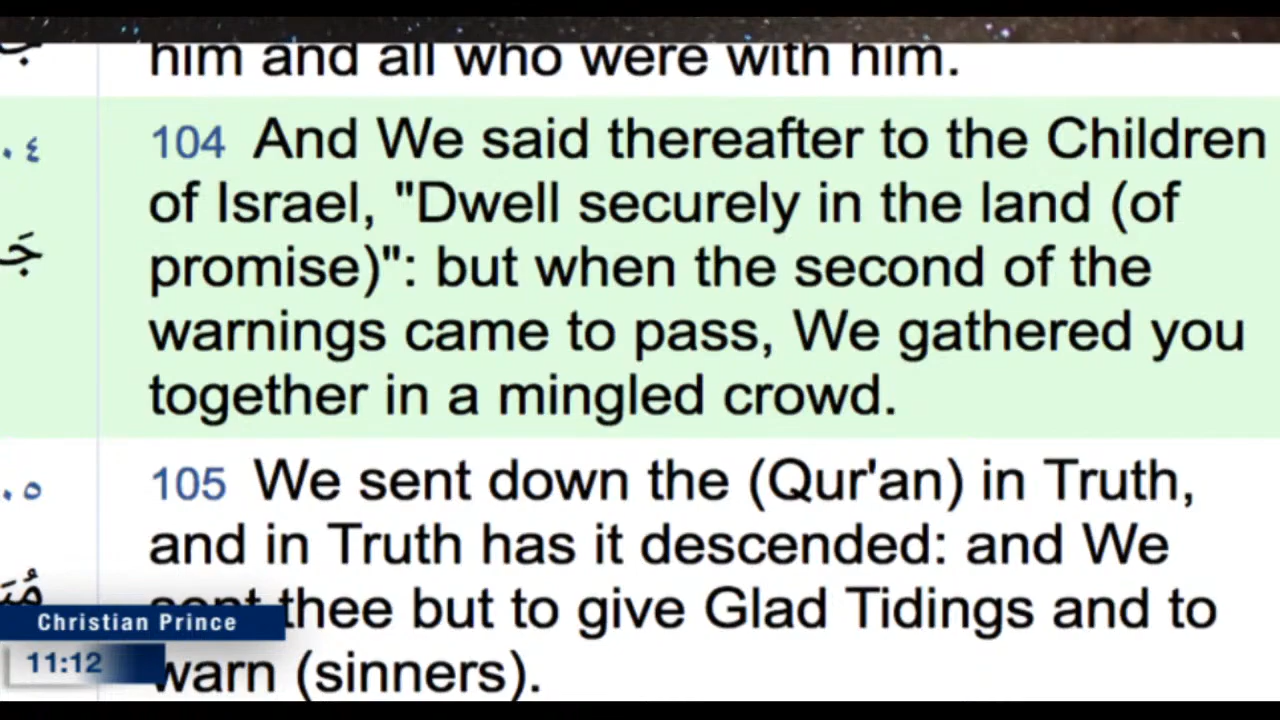 him and all who were with him.
١٠٤
104 And We said thereafter to the Children
of Israel, "Dwell securely in the land (of
promise)": but when the second of the
warnings came to pass, We gathered you
together in a mingled crowd.
105 We sent down the (Qur'an) in Truth,
and in Truth has it descended: and We
sent thee but to give Glad Tidings and to
warn (sinners).
Christian Prince
11:12